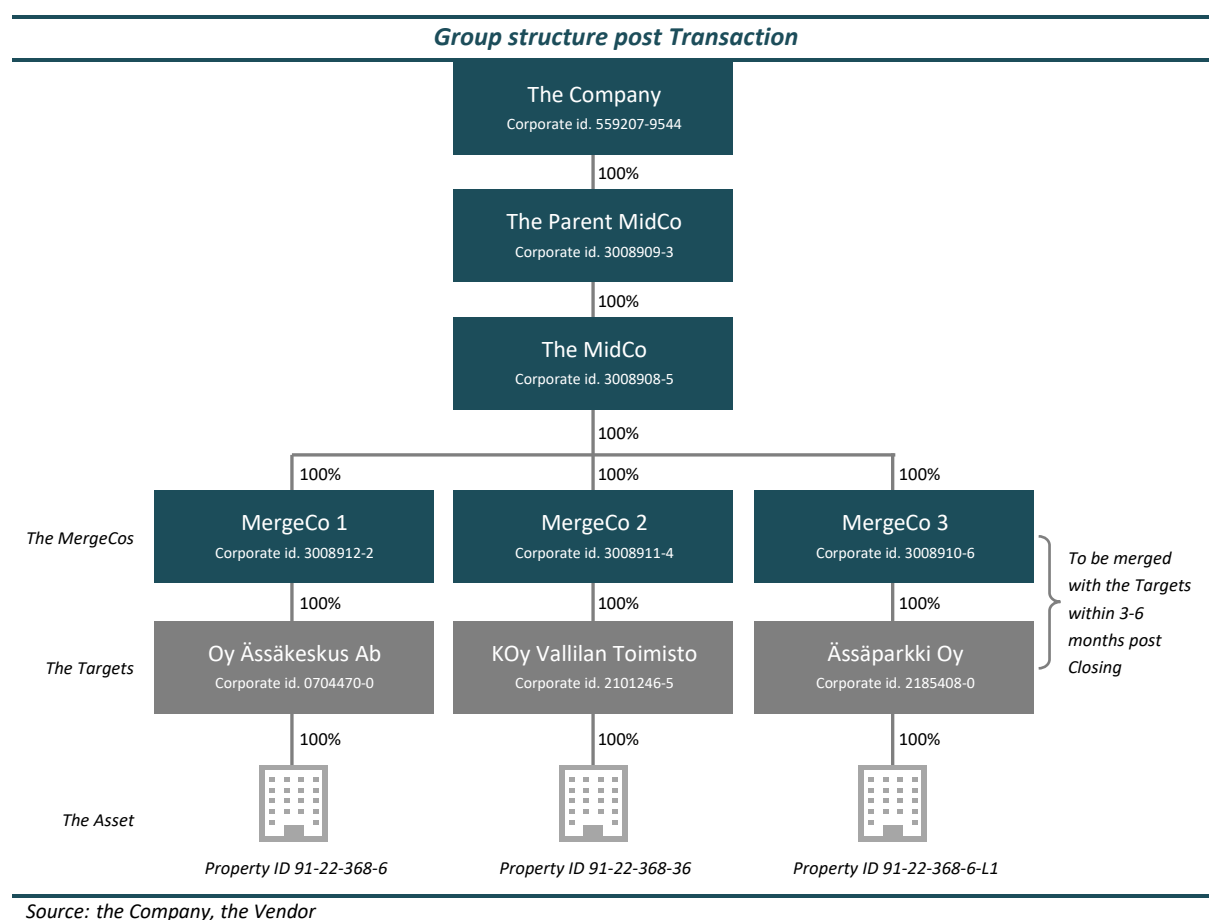 Group structure post Transaction
The Company
Corporate id. 559207-9544
100%
The Parent MidCo
Corporate id. 3008909-3
100%
The MidCo
Corporate id. 3008908-5
100%
100%
100%
100%
The MergeCos
MergeCo 1
Corporate id. 3008912-2
MergeCo 2
Corporate id. 3008911-4
MergeCo 3
Corporate id. 3008910-6
To be merged
with the Targets
within 3-6
months post
Closing
100%
100%
100%
The Targets
Oy Ässäkeskus Ab
Corporate id. 0704470-0
KOy Vallilan Toimisto
Corporate id. 2101246-5
Ässäparkki Oy
Corporate id. 2185408-0
100%
100%
100%
The Asset
Property ID 91-22-368-6
Property ID 91-22-368-36
Property ID 91-22-368-6-L1
Source: the Company, the Vendor